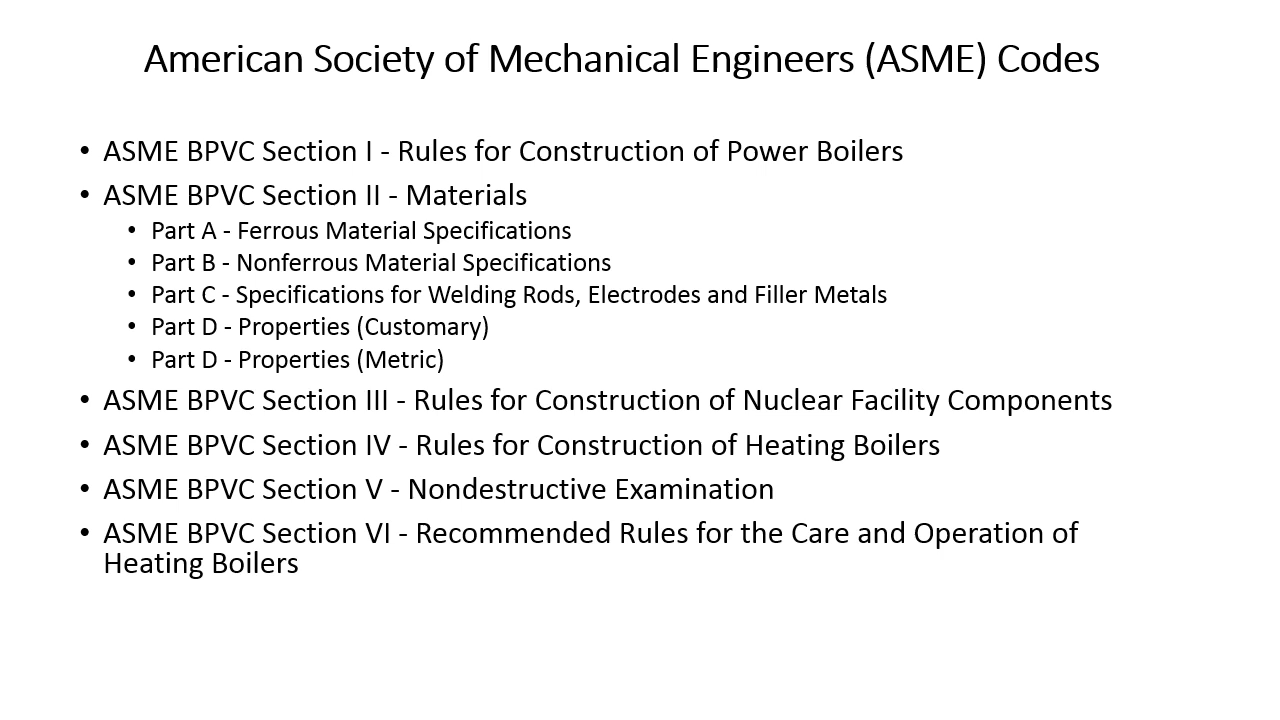 American Society of Mechanical Engineers (ASME) Codes
• ASME BPVC Section I - Rules for Construction of Power Boilers
• ASME BPVC Section II - Materials
• Part A - Ferrous Material Specifications
• Part B - Nonferrous Material Specifications
• Part C - Specifications for Welding Rods, Electrodes and Filler Metals
• Part D - Properties (Customary)
• Part D - Properties (Metric)
• ASME BPVC Section III - Rules for Construction of Nuclear Facility Components
• ASME BPVC Section IV - Rules for Construction of Heating Boilers
• ASME BPVC Section V - Nondestructive Examination
• ASME BPVC Section VI - Recommended Rules for the Care and Operation of
Heating Boilers